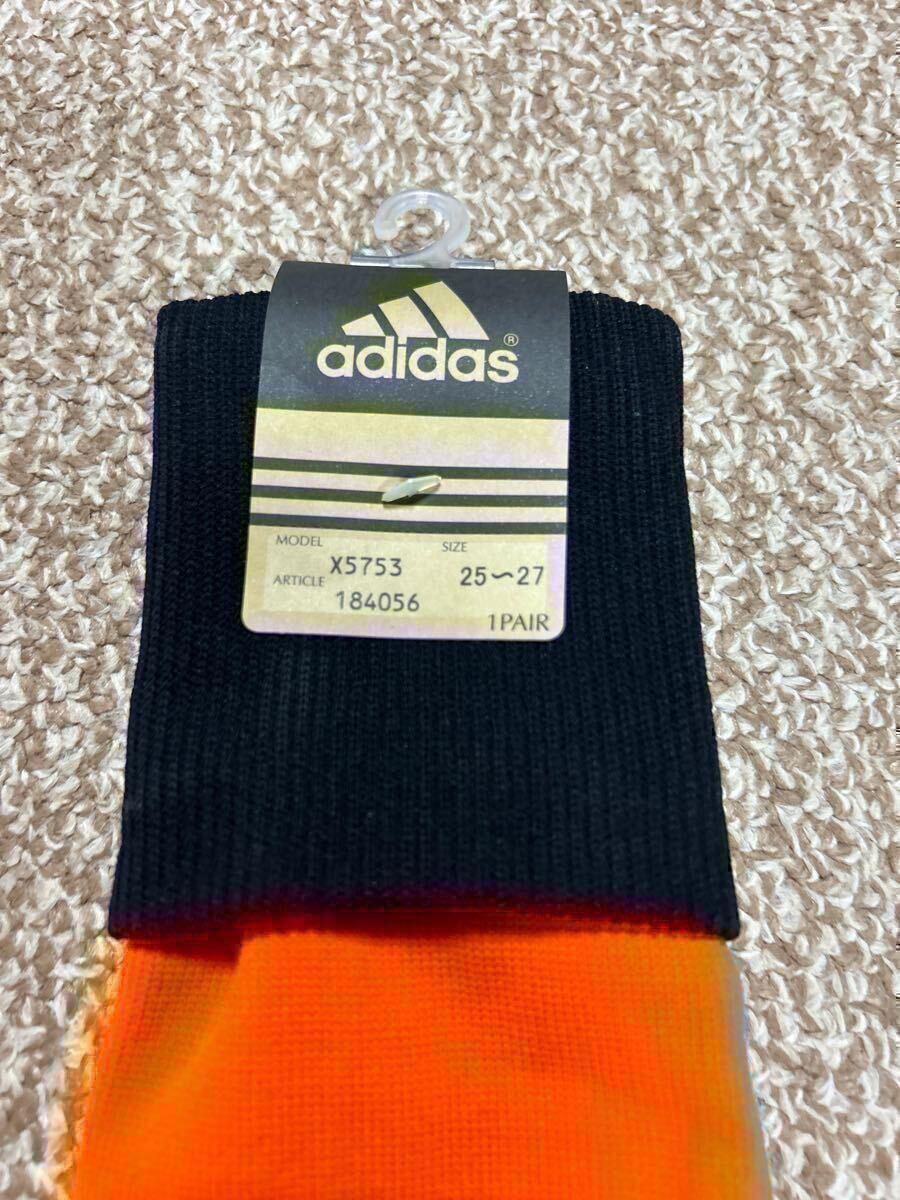 adidas®
MODEL
X5753
SIZE
25〜27
ARTICLE
184056
1PAIR